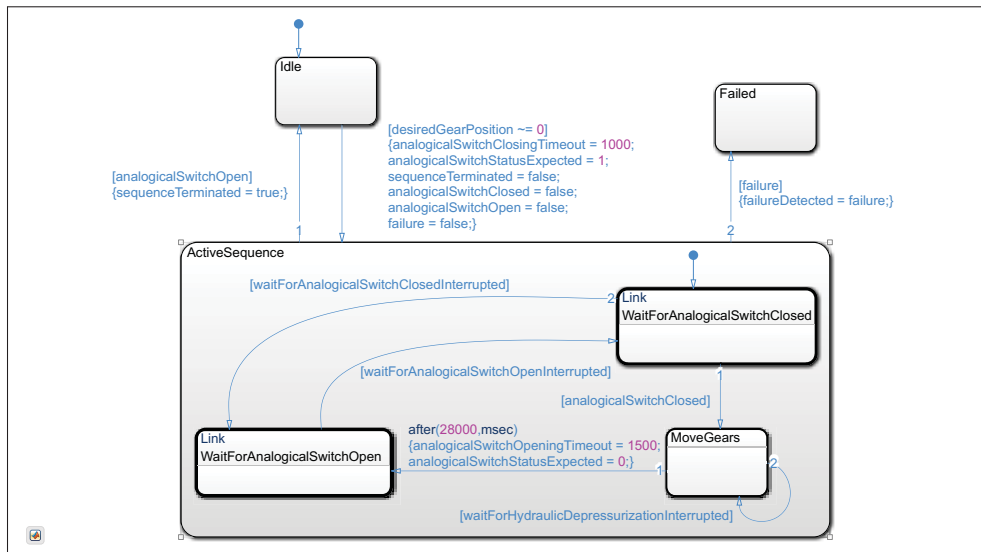 Idle
Failed
[desiredGearPosition ~= 0]
{analogicalSwitchClosingTimeout = 1000;
analogicalSwitchStatusExpected = 1;
sequenceTerminated = false;
analogicalSwitchClosed = false;
analogicalSwitchOpen = false;
failure = false;}
[analogicalSwitchOpen]
{sequenceTerminated = true;}
[failure]
{failureDetected = failure;}
1
2
ActiveSequence
[waitForAnalogicalSwitchClosedInterrupted]
2
Link
WaitForAnalogicalSwitchClosed
[waitForAnalogicalSwitchOpenInterrupted]
1
[analogicalSwitchClosed]
Link
WaitForAnalogicalSwitchOpen
after(28000,msec)
{analogicalSwitchOpeningTimeout = 1500;
analogicalSwitchStatusExpected = 0;}
MoveGears
1
2
[waitForHydraulicDepressurizationInterrupted]